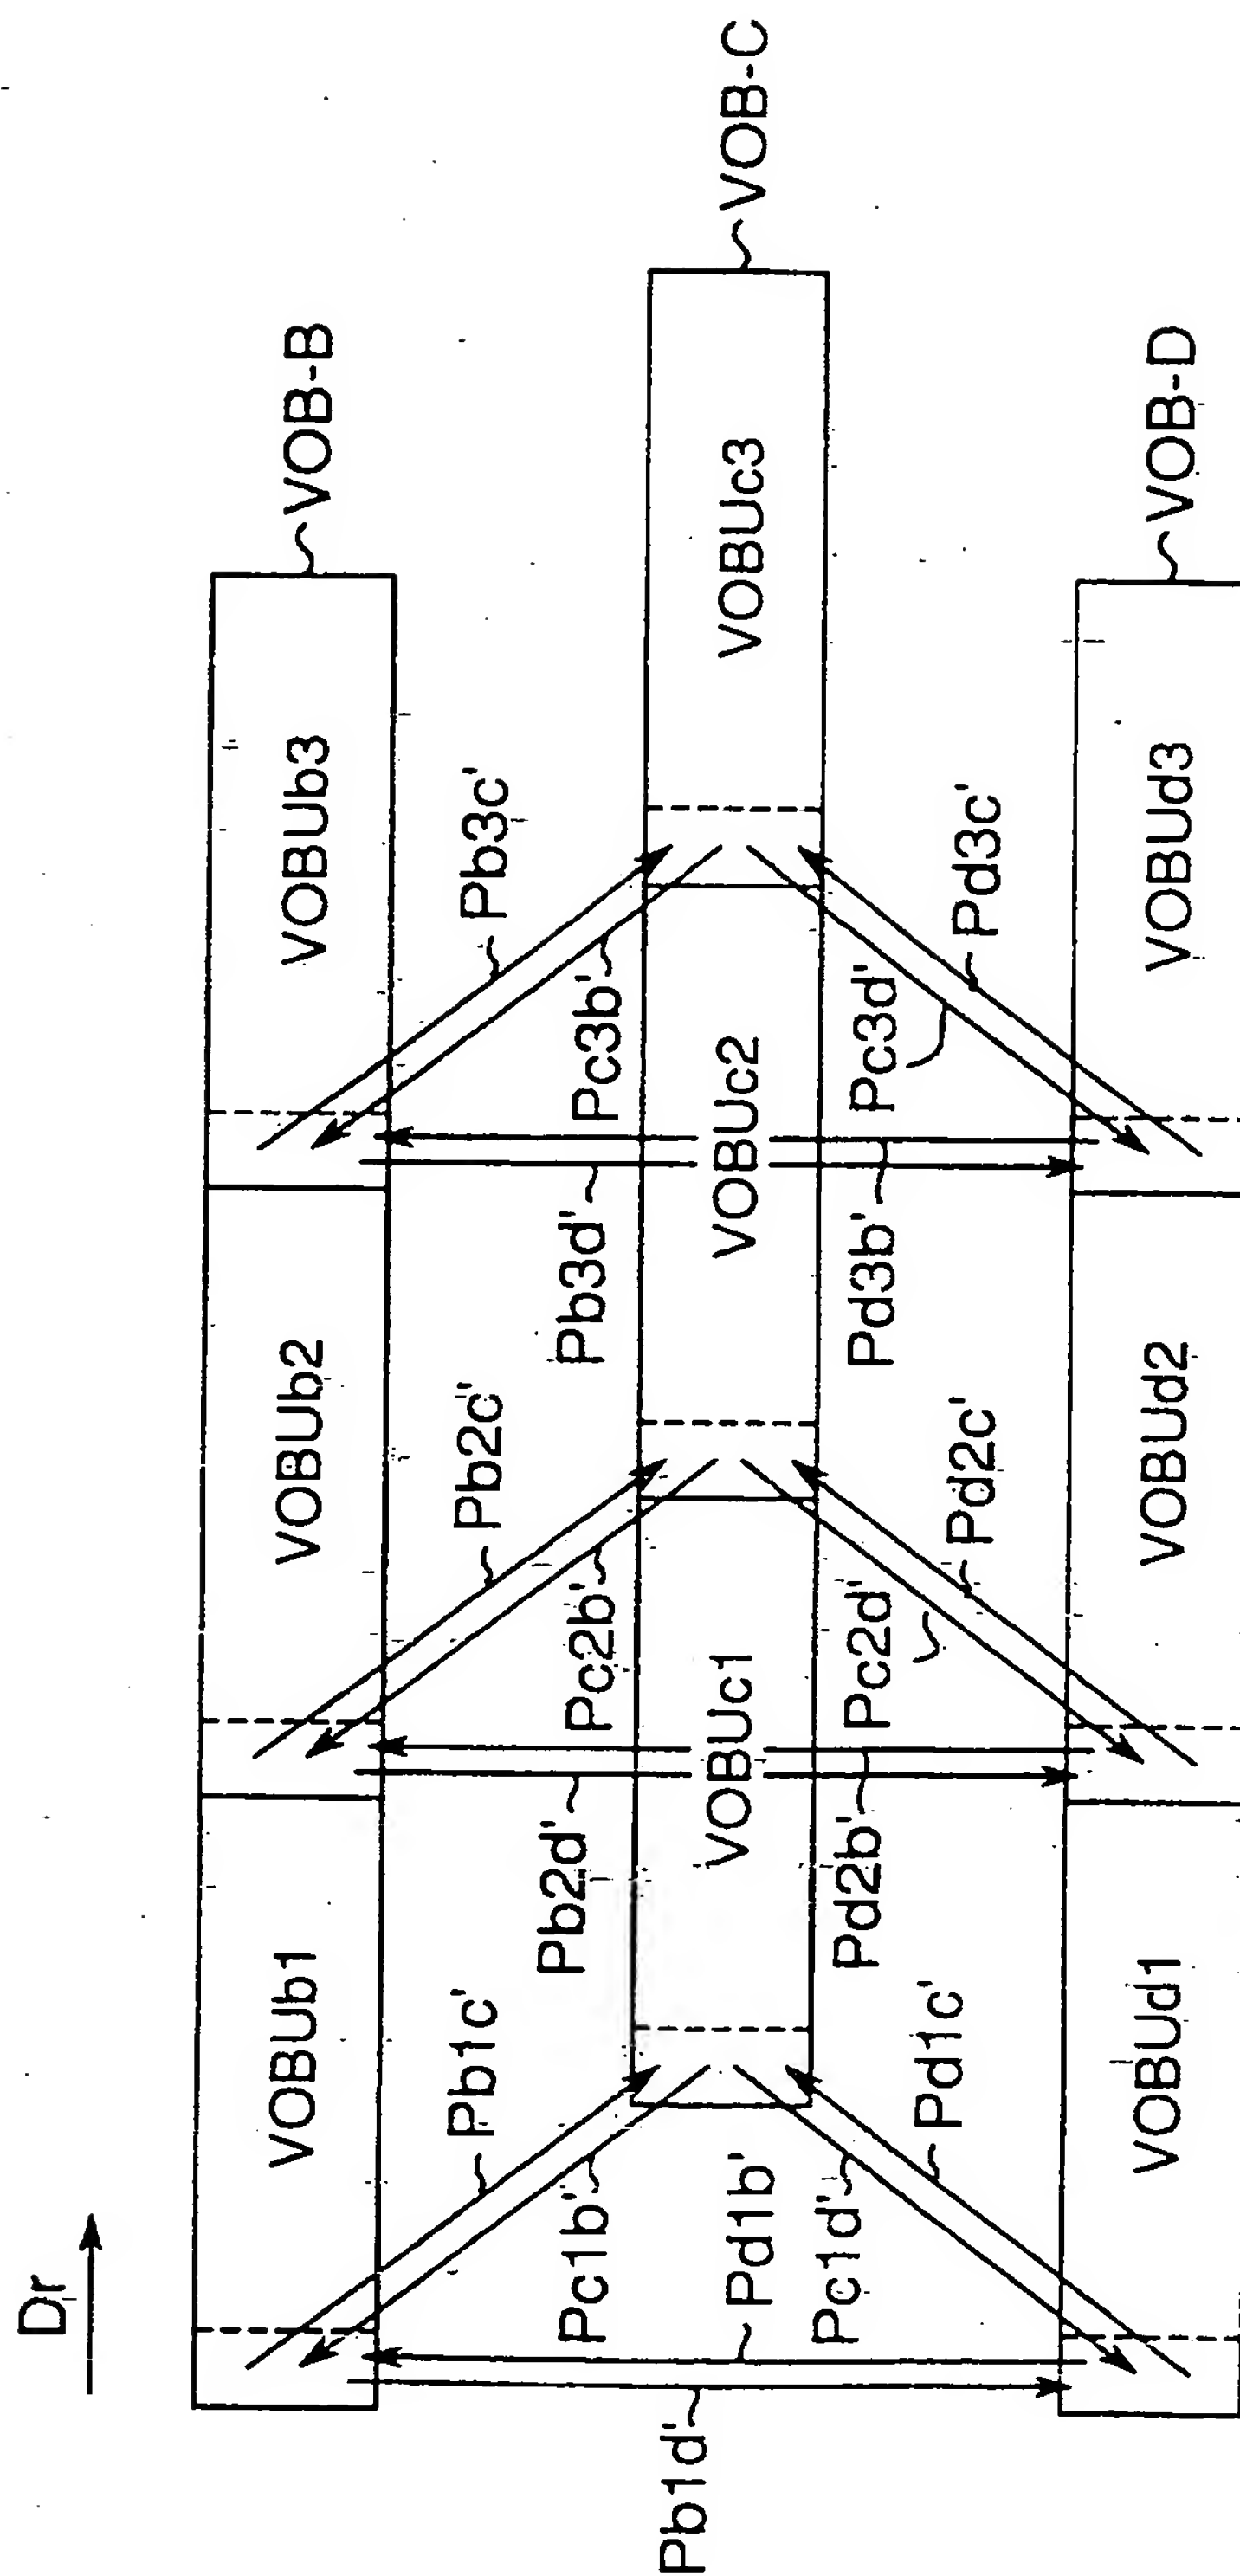 Dr
VOBUb1
VOBUb2
VOBUb3
VOB-B
Pb1c'
Pb2c'
Pb3c'
Pc1b'
Pb2d'
Pc2b'
Pb3d'
Pc3b'
Pb1d'
Pd1b'
VOBUc1
VOBUc2
VOBUc3
VOB-C
Pc1d'
Pd2b'
Pc2d'
Pd3b'
Pc3d'
Pd1c'
Pd2c'
Pd3c'
VOBUd1
VOBUd2
VOBUd3
VOB-D